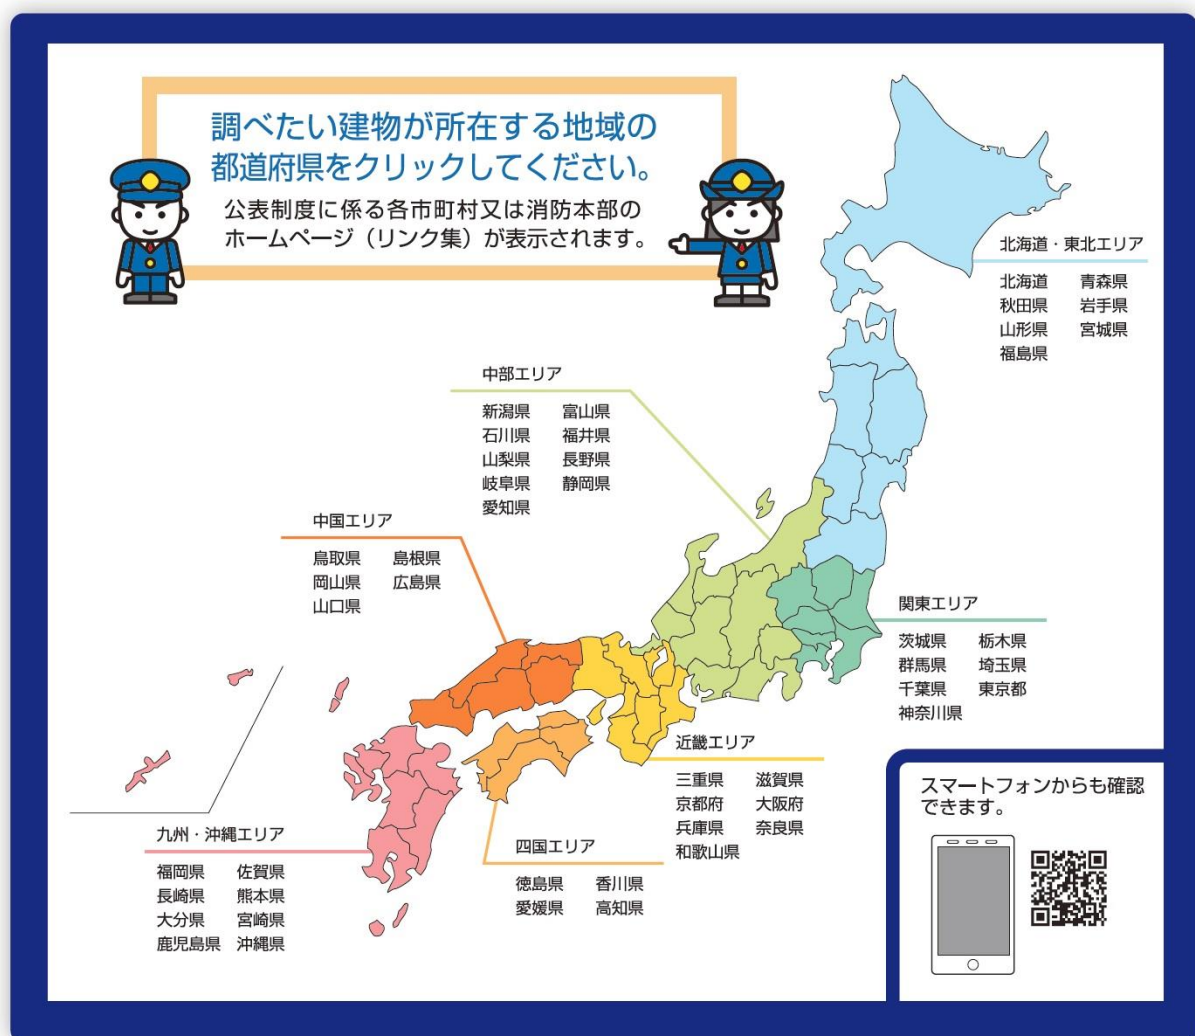 調べたい建物が所在する地域の
都道府県をクリックしてください。
公表制度に係る各市町村又は消防本部の
ホームページ（リンク集）が表示されます。
北海道・東北エリア
北海道　青森県
秋田県　岩手県
山形県　宮城県
福島県
中部エリア
新潟県　富山県
石川県　福井県
山梨県　長野県
岐阜県　静岡県
愛知県
中国エリア
鳥取県　島根県
岡山県　広島県
山口県
関東エリア
茨城県　栃木県
群馬県　埼玉県
千葉県　東京都
神奈川県
近畿エリア
三重県　滋賀県
京都府　大阪府
兵庫県　奈良県
和歌山県
四国エリア
徳島県　香川県
愛媛県　高知県
九州・沖縄エリア
福岡県　佐賀県
長崎県　熊本県
大分県　宮崎県
鹿児島県　沖縄県
スマートフォンからも確認
できます。